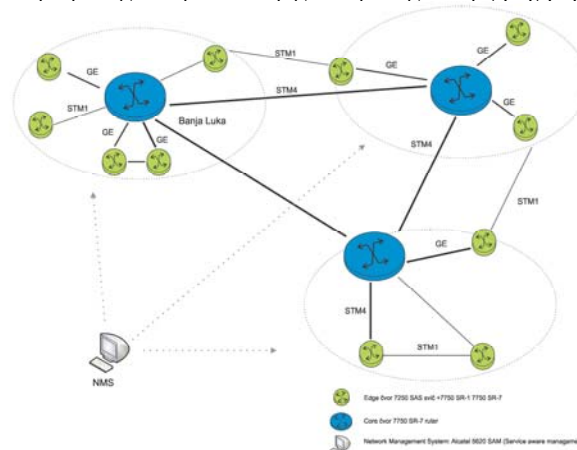 GE
STM1
GE
GE
STM1
GE
STM4
Banja Luka
GE
GE
STM4
STM1
GE
STM4
STM1
NMS
Edge čvor 7250 SAS svič +7750 SR-1 7750 SR-7
Core čvor 7750 SR-7 ruter
Network Management System: Alcatel 5620 SAM (Service aware manageme